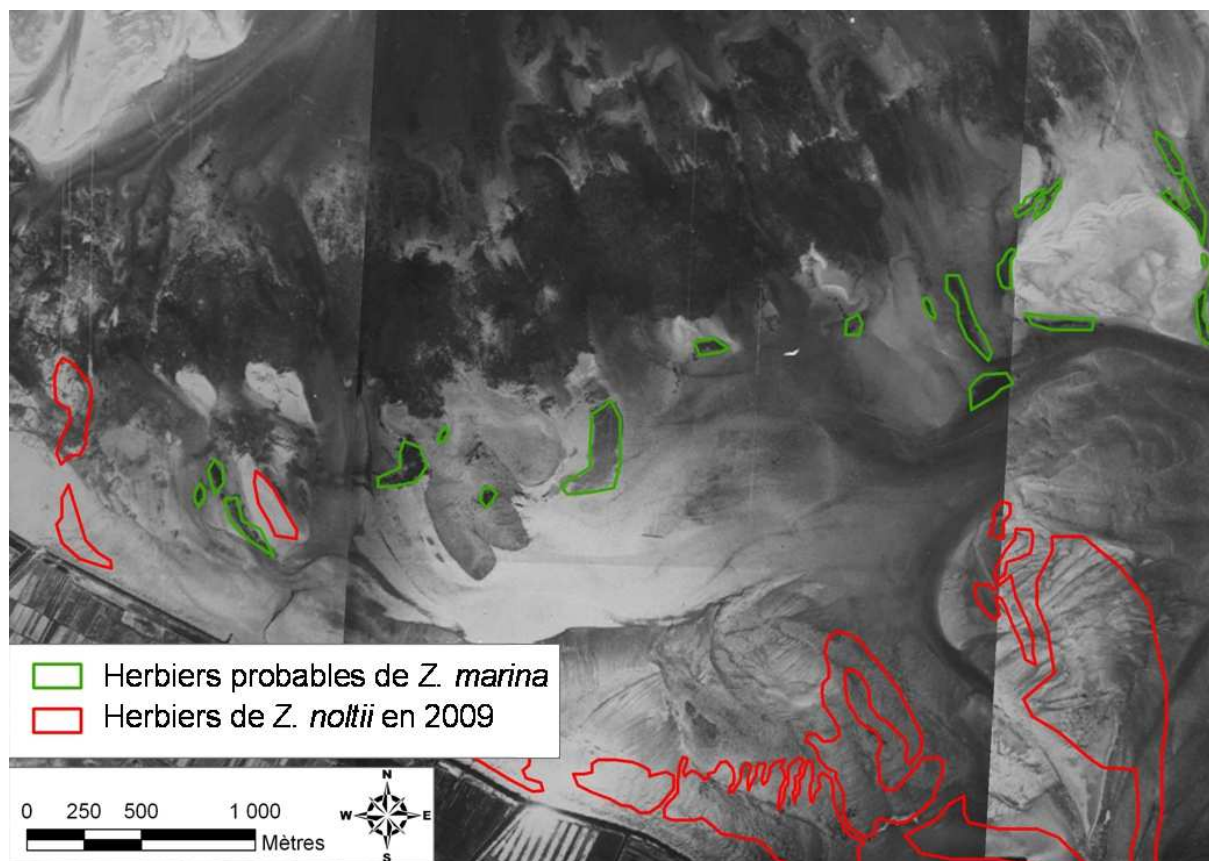 Herbiers probables de Z. marina
Herbiers de Z. noltii en 2009
0 250 500 1 000
Mètres
N
W E
S